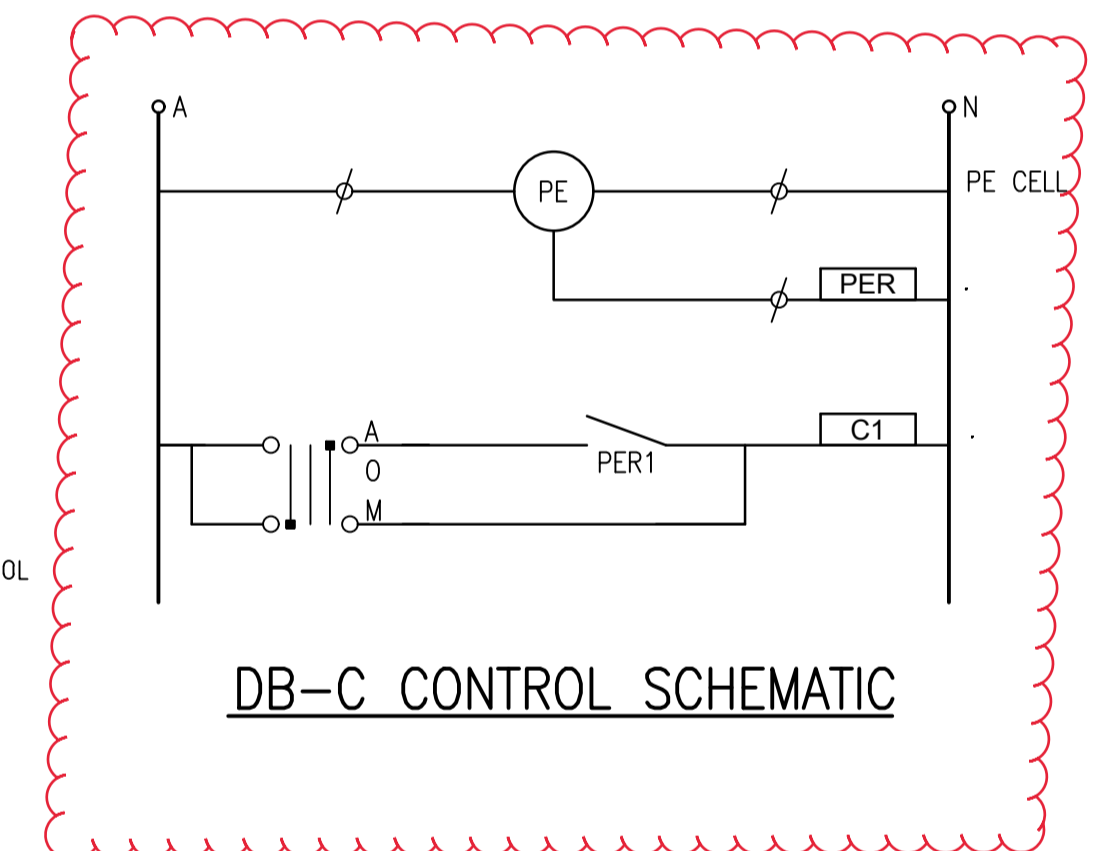 A
N
PE
PE CELL
PER
A
O
M
PER1
C1
OL
DB-C CONTROL SCHEMATIC